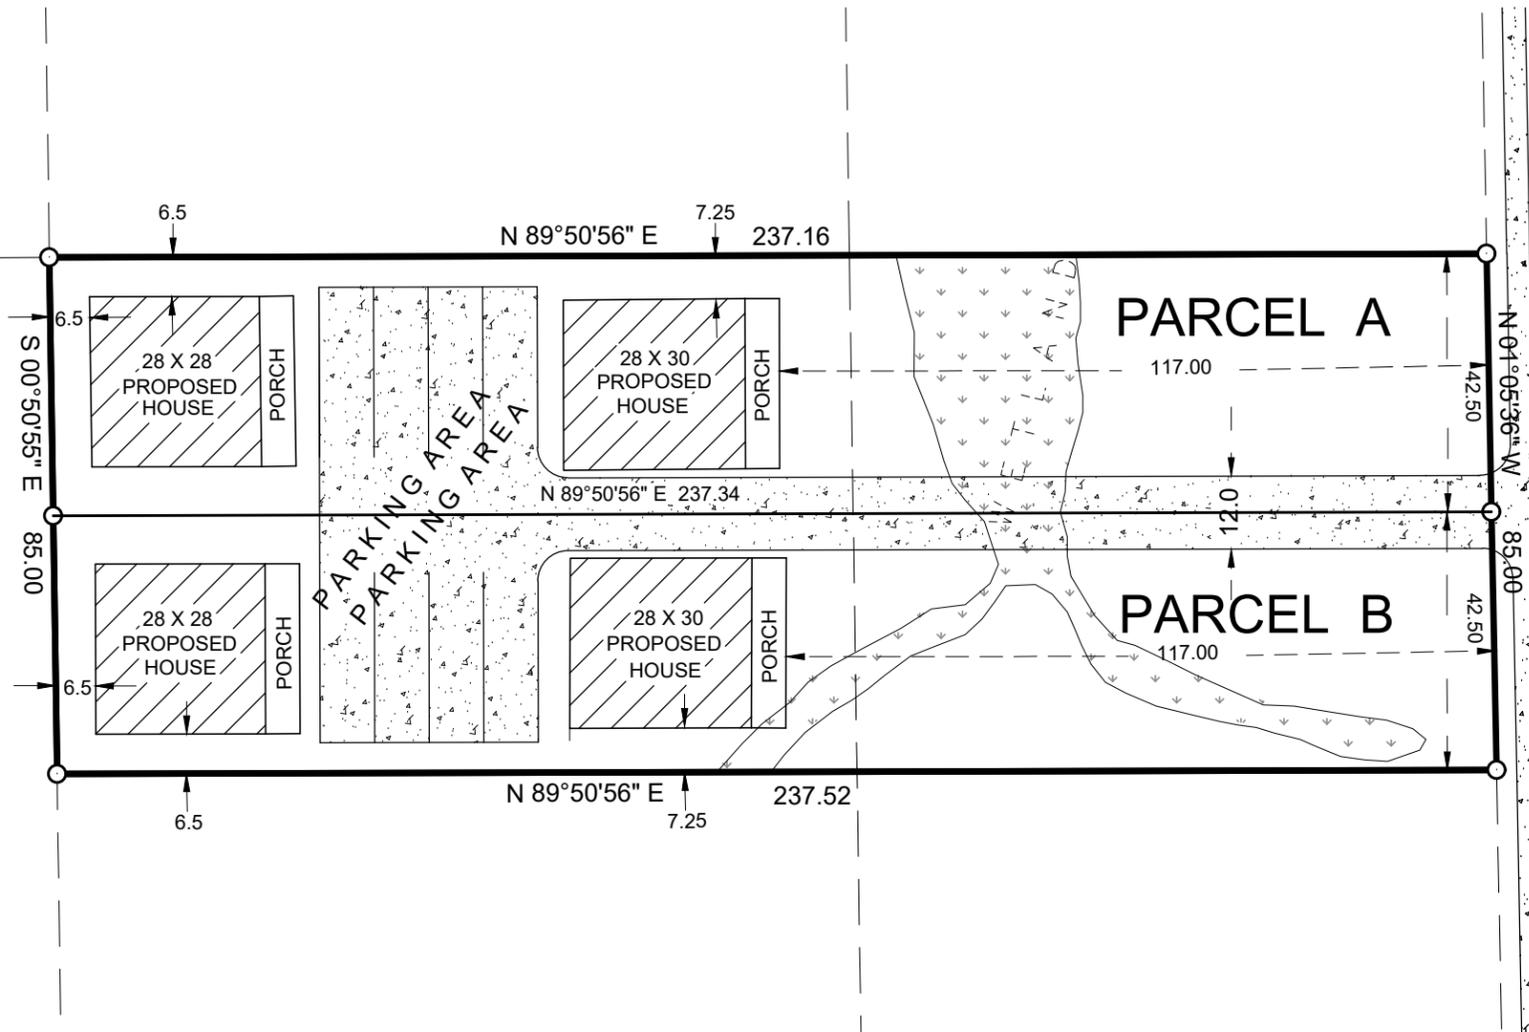 6.5
7.25
N 89°50'56" E
237.16
6.5
28 X 28
PROPOSED
HOUSE
PORCH
28 X 30
PROPOSED
HOUSE
PORCH
WETLAND
PARCEL A
117.00
42.50
N 01°05'36" W
S 00°50'55" E
85.00
PARKING AREA
PARKING AREA
N 89°50'56" E 237.34
12.0
28 X 28
PROPOSED
HOUSE
PORCH
6.5
28 X 30
PROPOSED
HOUSE
PORCH
PARCEL B
117.00
42.50
85.00
N 89°50'56" E
237.52
6.5
7.25